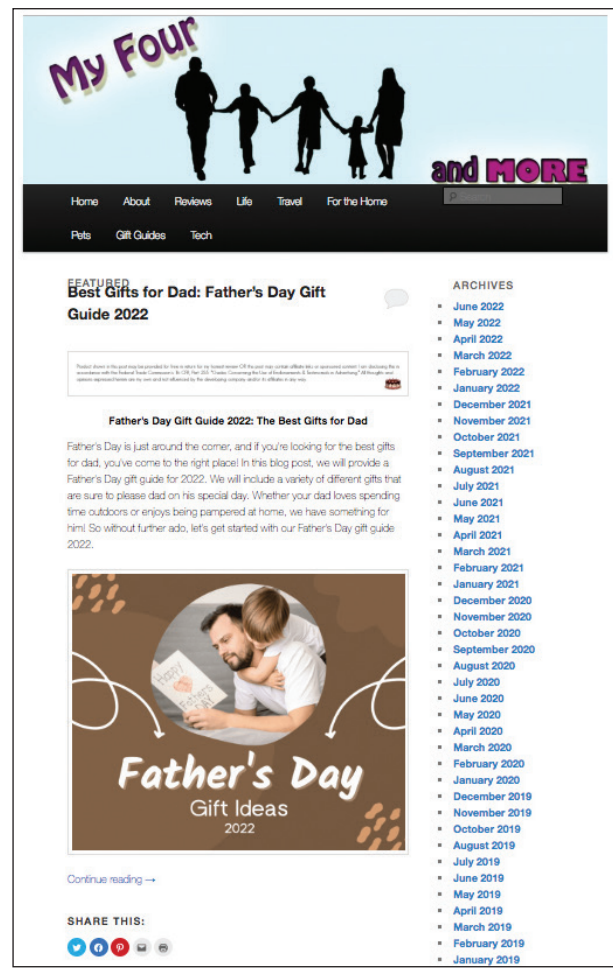 My Four
and MORE
Home About Reviews Life Travel For the Home
Search
Pets Gift Guides Tech
FEATURED
Best Gifts for Dad: Father's Day Gift
Guide 2022
Father's Day Gift Guide 2022: The Best Gifts for Dad
Father's Day is just around the corner, and if you're looking for the best gifts
for dad, you've come to the right place! In this blog post, we will provide a
Father's Day gift guide for 2022. We will include a variety of different gifts that
are sure to please dad on his special day. Whether your dad loves spending
time outdoors or enjoys being pampered at home, we have something for
him! So without further ado, let's get started with our Father's Day gift guide
2022.
Happy
Father's
DAY
Father's Day
Gift Ideas
2022
Continue reading →
SHARE THIS:
ARCHIVES
June 2022
May 2022
April 2022
March 2022
February 2022
January 2022
December 2021
November 2021
October 2021
September 2021
August 2021
July 2021
June 2021
May 2021
April 2021
March 2021
February 2021
January 2021
December 2020
November 2020
October 2020
September 2020
August 2020
July 2020
June 2020
May 2020
April 2020
March 2020
February 2020
January 2020
December 2019
November 2019
October 2019
August 2019
July 2019
June 2019
May 2019
April 2019
March 2019
February 2019
January 2019